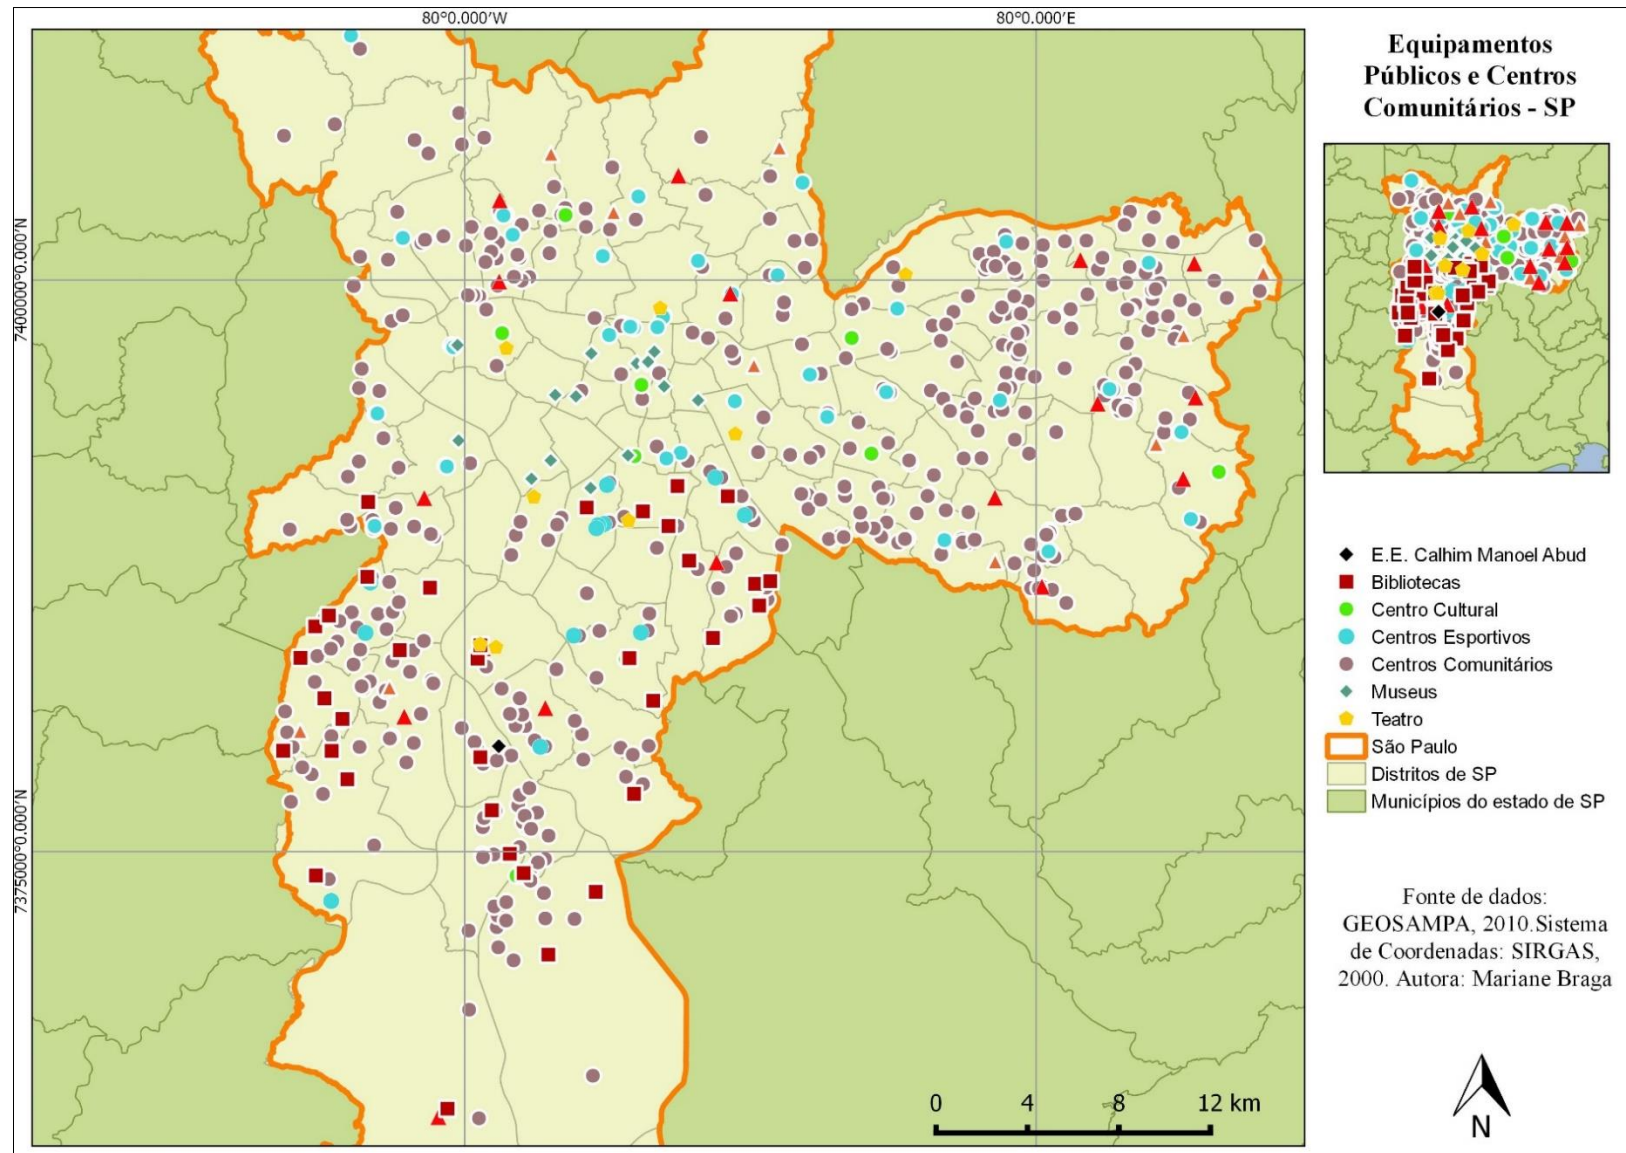 80°0.000′W
80°0.000′E
7400000°0.000′N
7375000°0.000′N
0 4 8 12 km
Equipamentos
Públicos e Centros
Comunitários - SP
E.E. Calhim Manoel Abud
Bibliotecas
Centro Cultural
Centros Esportivos
Centros Comunitários
Museus
Teatro
São Paulo
Distritos de SP
Municípios do estado de SP
Fonte de dados:
GEOSAMPA, 2010.Sistema
de Coordenadas: SIRGAS,
2000. Autora: Mariane Braga
N